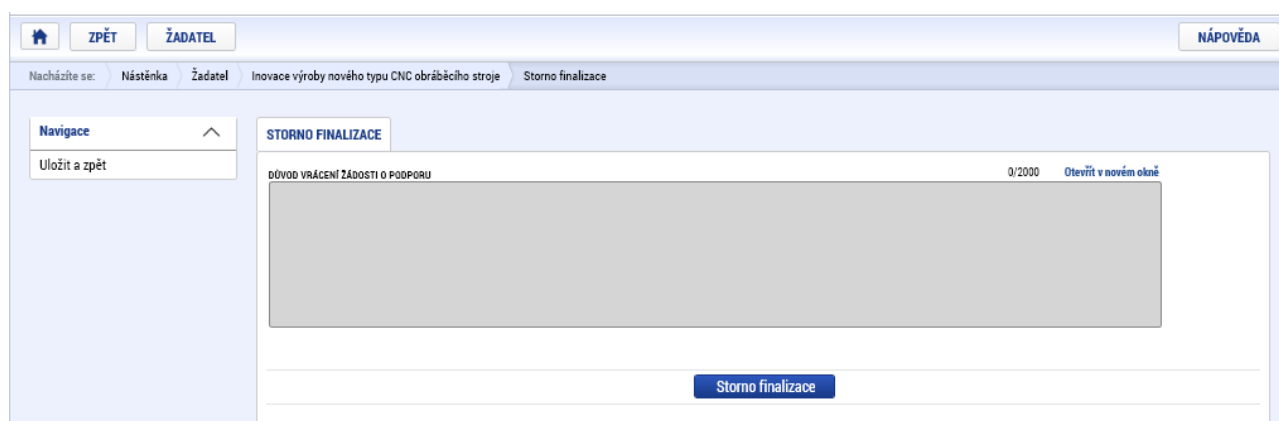 ZPĚT ŽADATEL NÁPOVĚDA
Nacházíte se: Nástěnka Žadatel Inovace výroby nového typu CNC obráběcího stroje Storno finalizace
Navigace
STORNO FINALIZACE
Uložit a zpět
DŮVOD VRÁCENÍ ŽÁDOSTI O PODPORU 0/2000 Otevřít v novém okně
Storno finalizace